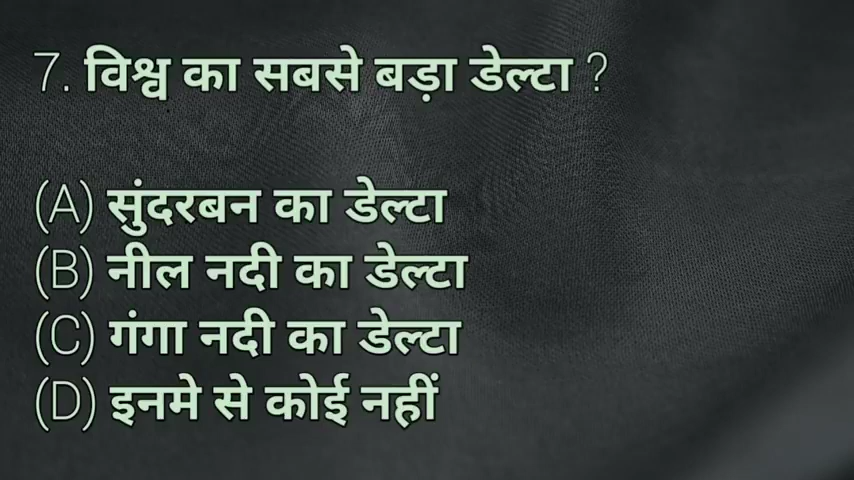 7. विश्व का सबसे बड़ा डेल्टा ?
(A) सुंदरबन का डेल्टा
(B) नील नदी का डेल्टा
(C) गंगा नदी का डेल्टा
(D) इनमे से कोई नहीं